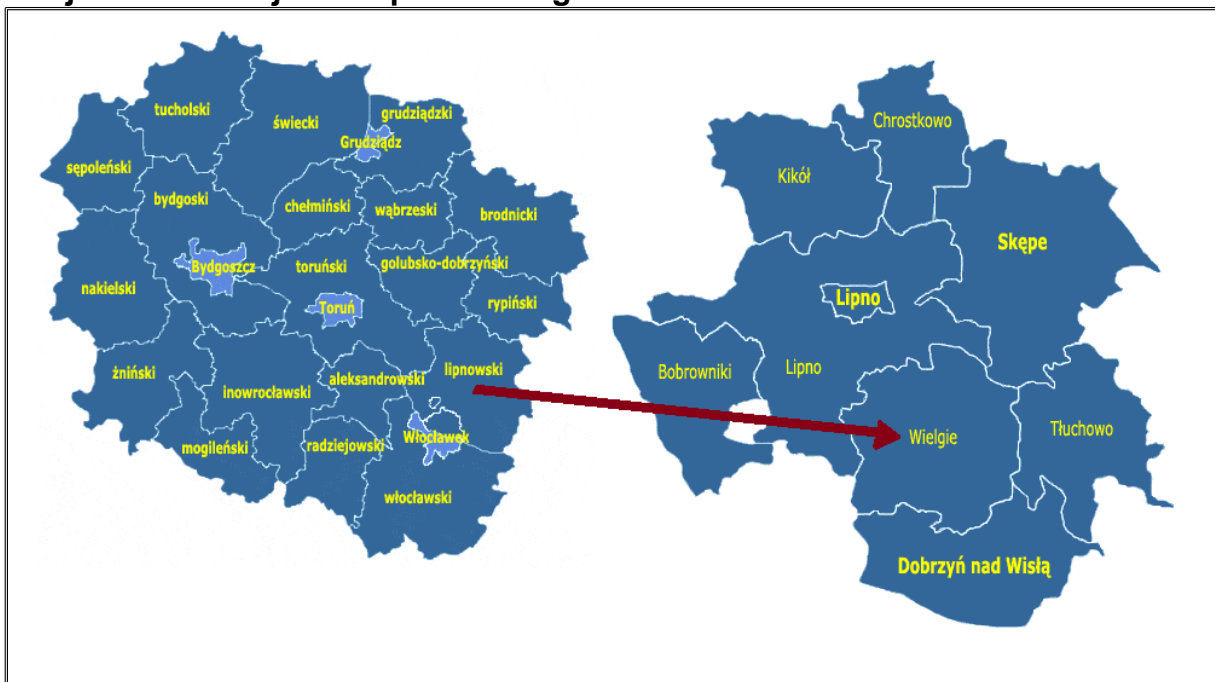 tucholski
świecki
grudziądzki
Grudziądz
sępoleński
bydgoski
chełmiński
wąbrzeski
brodnicki
Bydgoszcz
toruński
golubsko-dobrzyński
nakielski
Toruń
rypiński
żniński
inowrocławski
aleksandrowski
lipnowski
mogileński
radziejowski
Włocławek
włocławski
Chrostkowo
Kikół
Skępe
Lipno
Bobrowniki
Lipno
Wielgie
Tłuchowo
Dobrzyń nad Wisłą